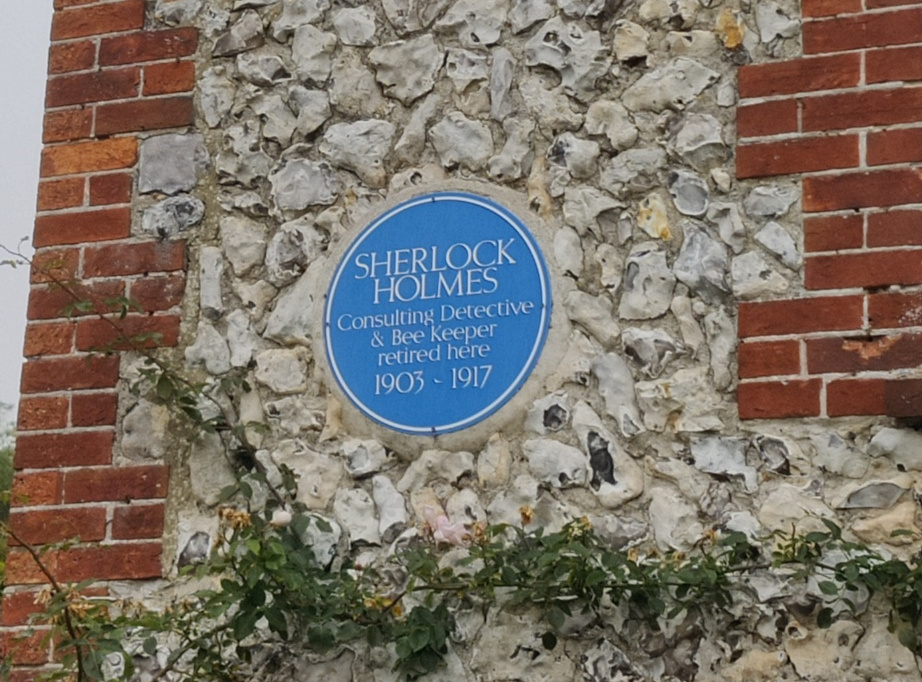 SHERLOCK
HOLMES
Consulting Detective
& Bee Keeper
retired here
1903 - 1917